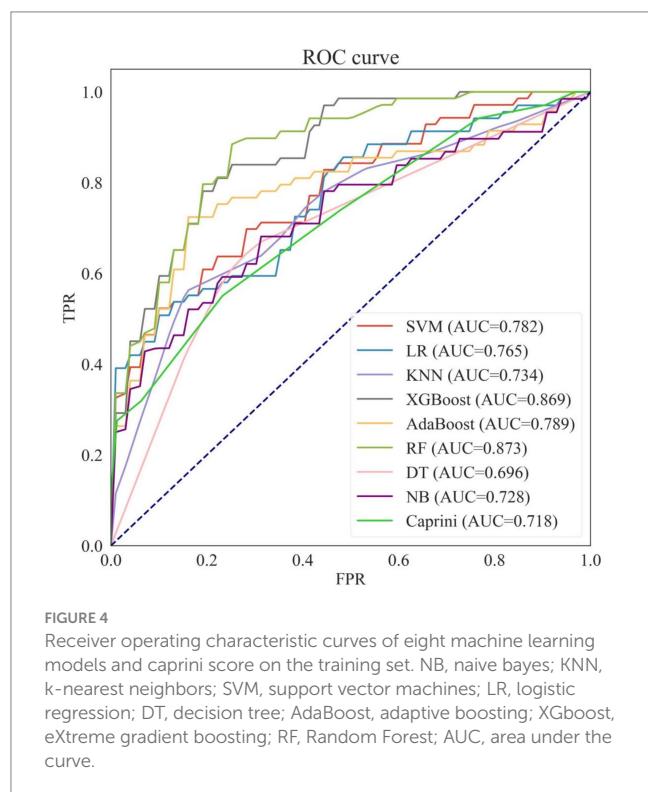 ROC curve
1.0
0.8
0.6
0.4
0.2
0.0
TPR
SVM (AUC=0.782)
LR (AUC=0.765)
KNN (AUC=0.734)
XGBoost (AUC=0.869)
AdaBoost (AUC=0.789)
RF (AUC=0.873)
DT (AUC=0.696)
NB (AUC=0.728)
Caprini (AUC=0.718)
0.0 0.2 0.4 0.6 0.8 1.0
FPR
FIGURE 4
Receiver operating characteristic curves of eight machine learning
models and caprini score on the training set. NB, naive bayes; KNN,
k-nearest neighbors; SVM, support vector machines; LR, logistic
regression; DT, decision tree; AdaBoost, adaptive boosting; XGboost,
eXtreme gradient boosting; RF, Random Forest; AUC, area under the
curve.